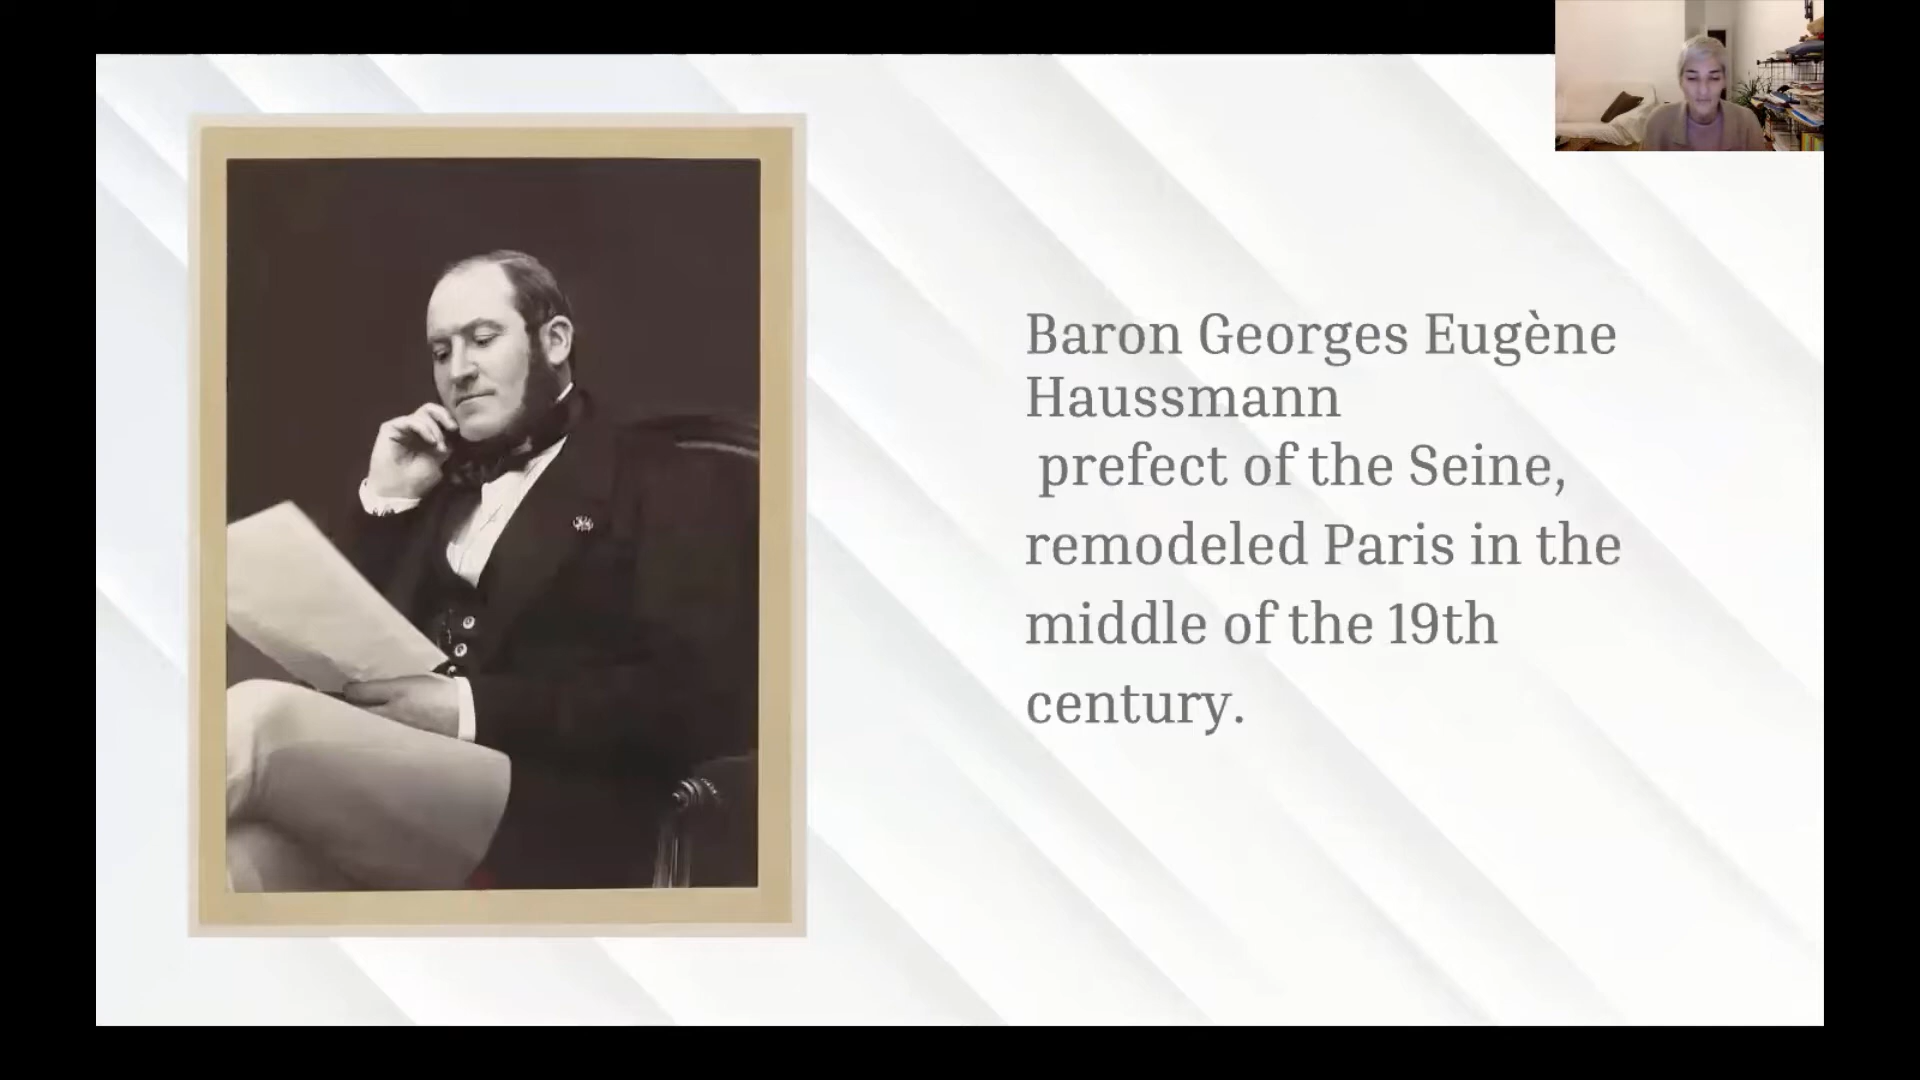 Baron Georges Eugène
Haussmann
prefect of the Seine,
remodeled Paris in the
middle of the 19th
century.